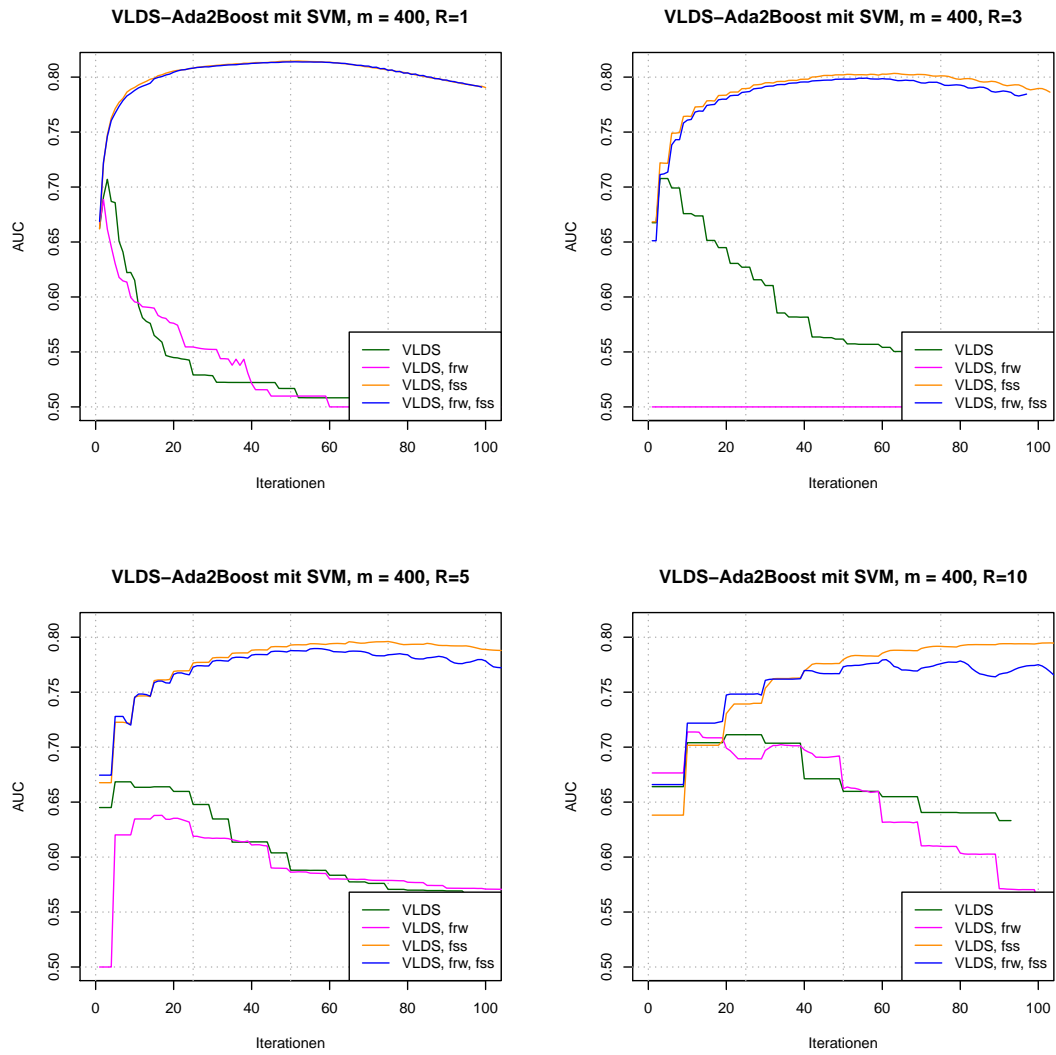 VLDS−Ada2Boost mit SVM, m = 400, R=1
AUC
0.80
0.75
0.70
0.65
0.60
0.55
0.50
VLDS
VLDS, frw
VLDS, fss
VLDS, frw, fss
0 20 40 60 80 100
Iterationen
VLDS−Ada2Boost mit SVM, m = 400, R=3
AUC
0.80
0.75
0.70
0.65
0.60
0.55
0.50
VLDS
VLDS, frw
VLDS, fss
VLDS, frw, fss
0 20 40 60 80 100
Iterationen
VLDS−Ada2Boost mit SVM, m = 400, R=5
AUC
0.80
0.75
0.70
0.65
0.60
0.55
0.50
VLDS
VLDS, frw
VLDS, fss
VLDS, frw, fss
0 20 40 60 80 100
Iterationen
VLDS−Ada2Boost mit SVM, m = 400, R=10
AUC
0.80
0.75
0.70
0.65
0.60
0.55
0.50
VLDS
VLDS, frw
VLDS, fss
VLDS, frw, fss
0 20 40 60 80 100
Iterationen